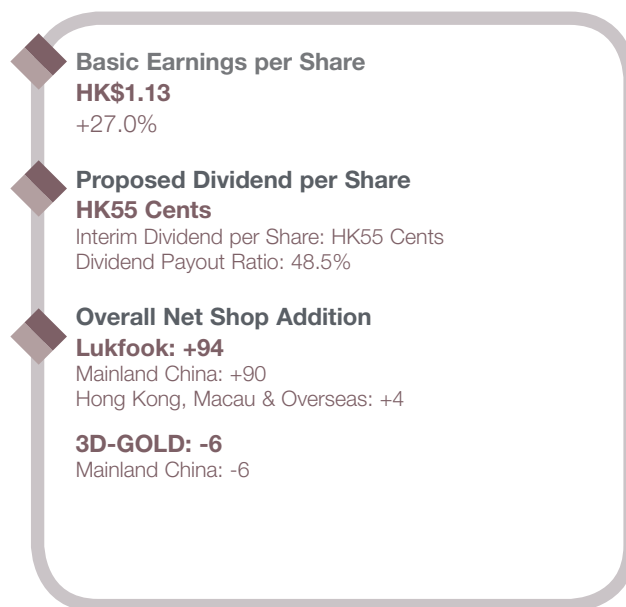 Basic Earnings per Share
HK$1.13
+27.0%
Proposed Dividend per Share
HK55 Cents
Interim Dividend per Share: HK55 Cents
Dividend Payout Ratio: 48.5%
Overall Net Shop Addition
Lukfook: +94
Mainland China: +90
Hong Kong, Macau & Overseas: +4
3D-GOLD: -6
Mainland China: -6